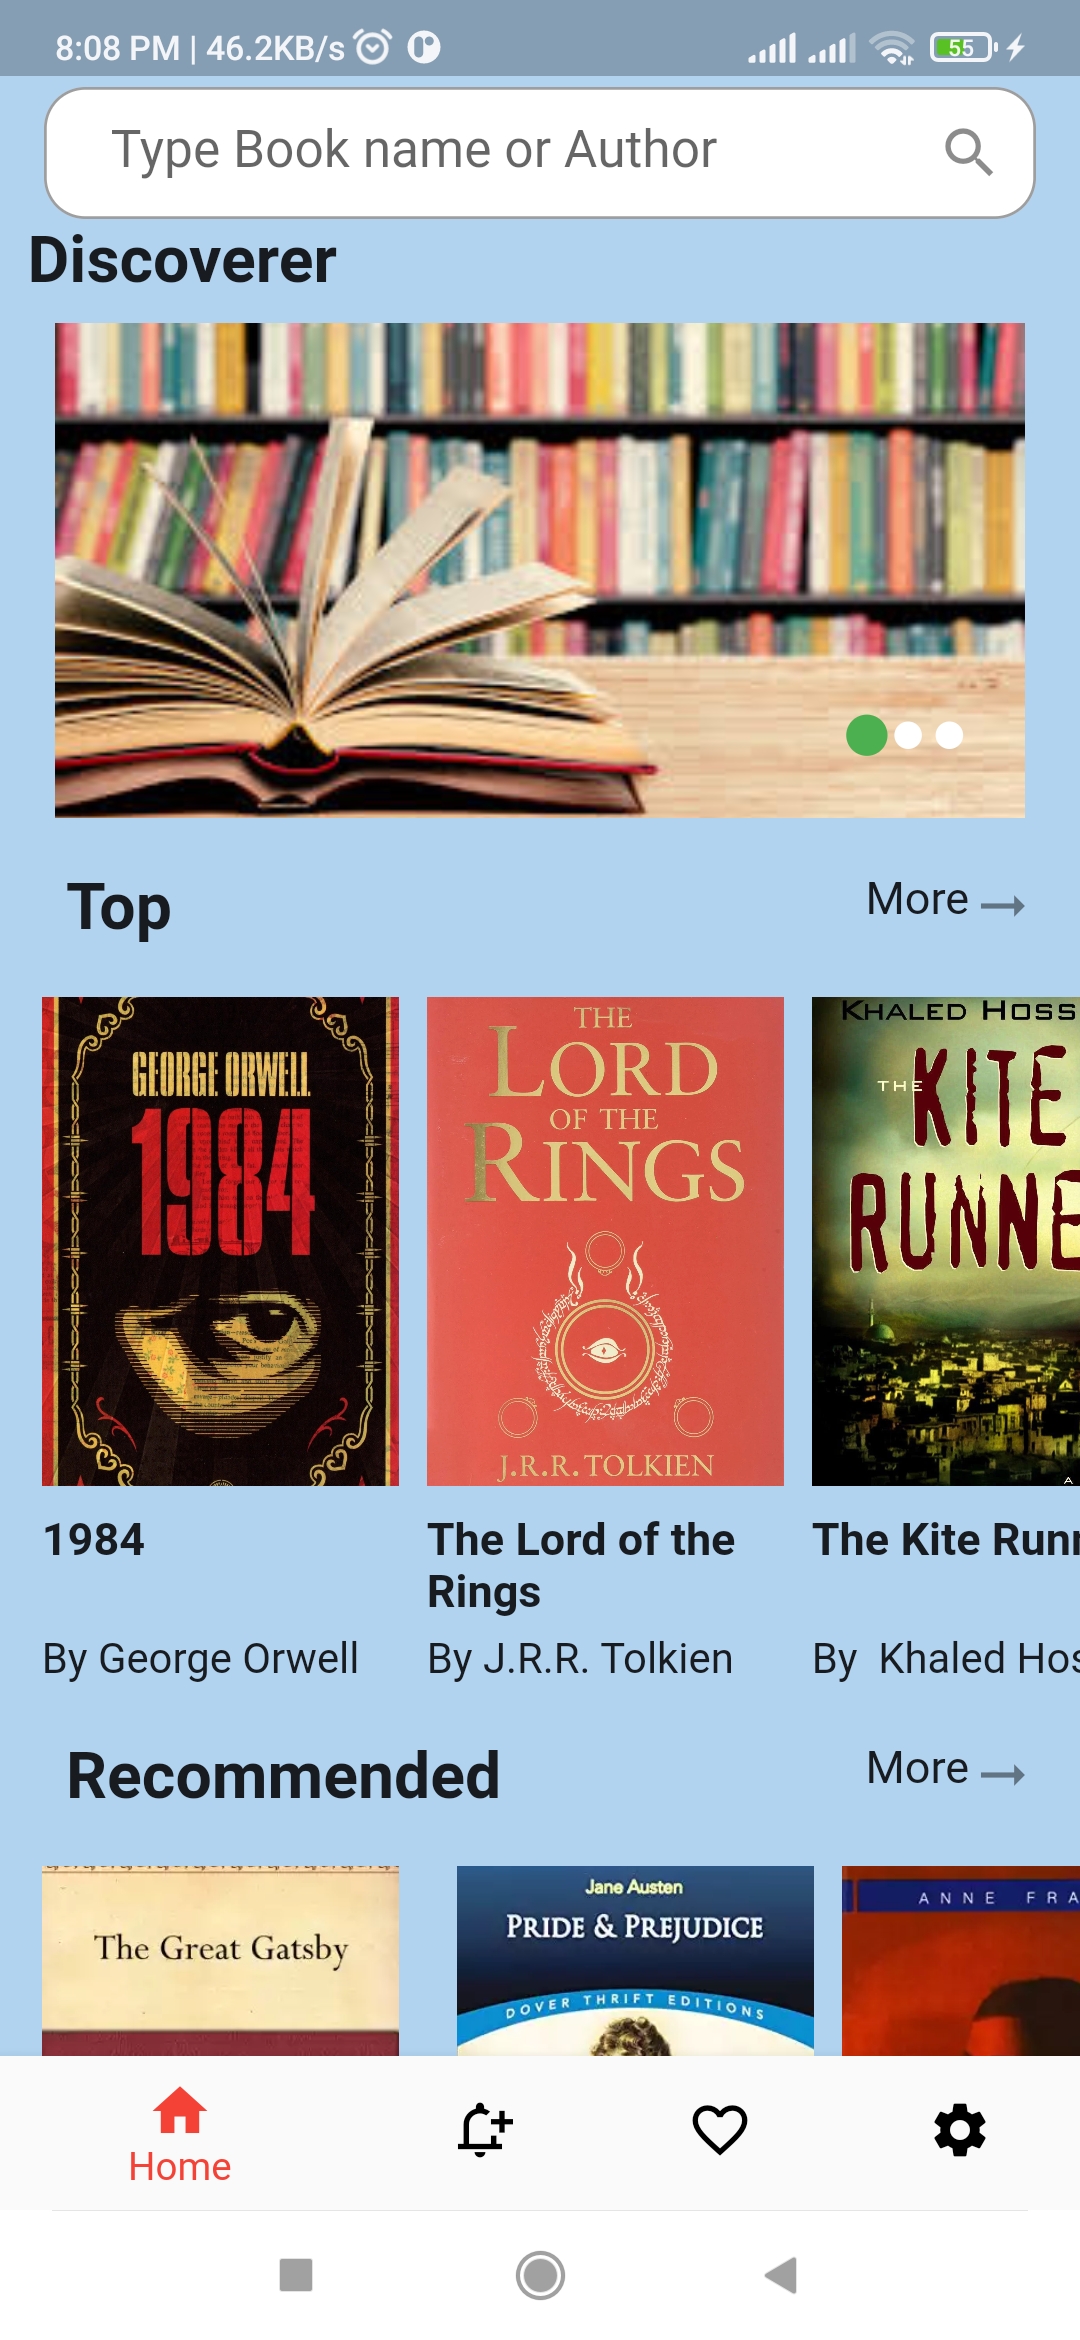 8:08 PM | 46.2KB/s
55
Type Book name or Author
Discoverer
Top
More
GEORGE ORWELL
1984
THE
LORD
OF THE
RINGS
J.R.R. TOLKIEN
KHALED HOSS
THE KITE
RUNNE
A
1984
The Lord of the
Rings
The Kite Runn
By George Orwell
By J.R.R. Tolkien
By  Khaled Hos
Recommended
More
The Great Gatsby
Jane Austen
PRIDE & PREJUDICE
DOVER THRIFT EDITIONS
ANNE FRA
Home